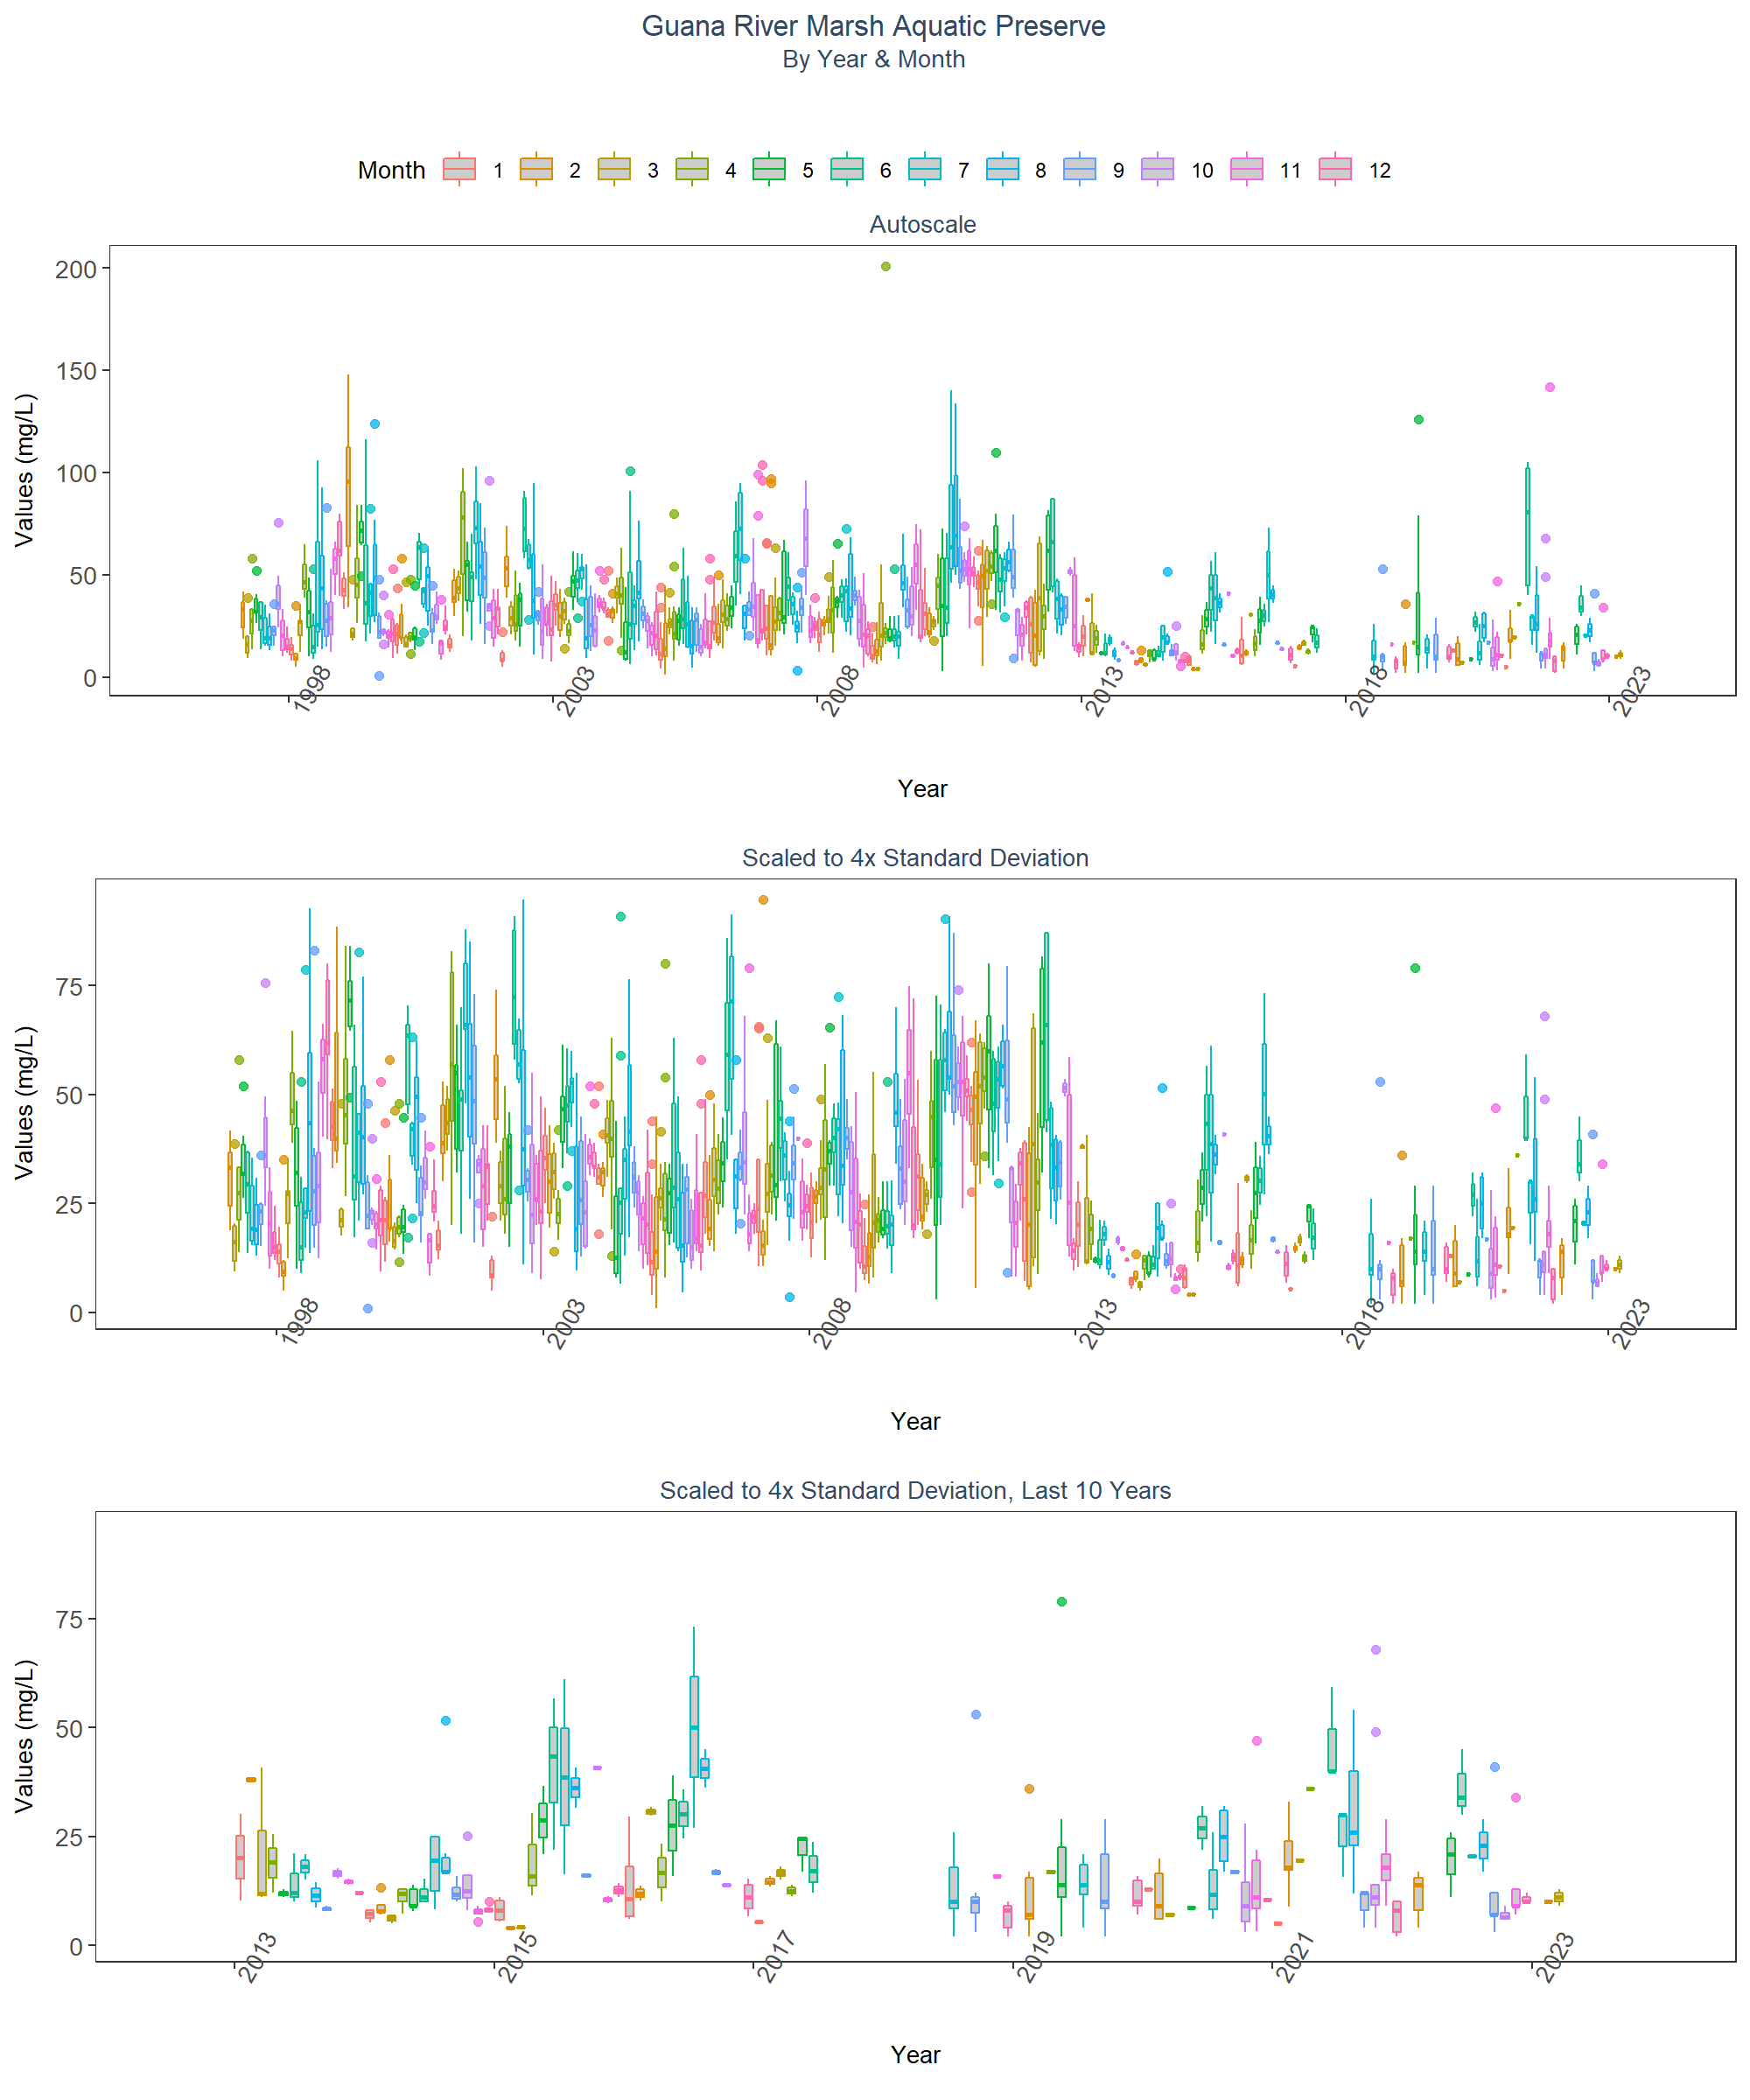 Guana River Marsh Aquatic Preserve
By Year & Month
Month 1 2 3 4 5 6 7 8 9 10 11 12
Autoscale
Values (mg/L)
200
150
100
50
0
1998 2003 2008 2013 2018 2023
Year
Scaled to 4x Standard Deviation
Values (mg/L)
75
50
25
0
1998 2003 2008 2013 2018 2023
Year
Scaled to 4x Standard Deviation, Last 10 Years
Values (mg/L)
75
50
25
0
2013 2015 2017 2019 2021 2023
Year